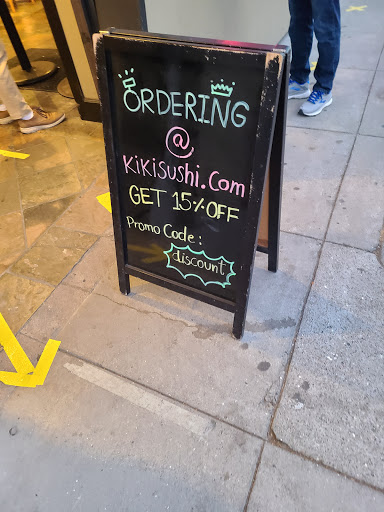 ORDERING
@
KiKiSushi.Com
GET 15% OFF
Promo Code:
discount